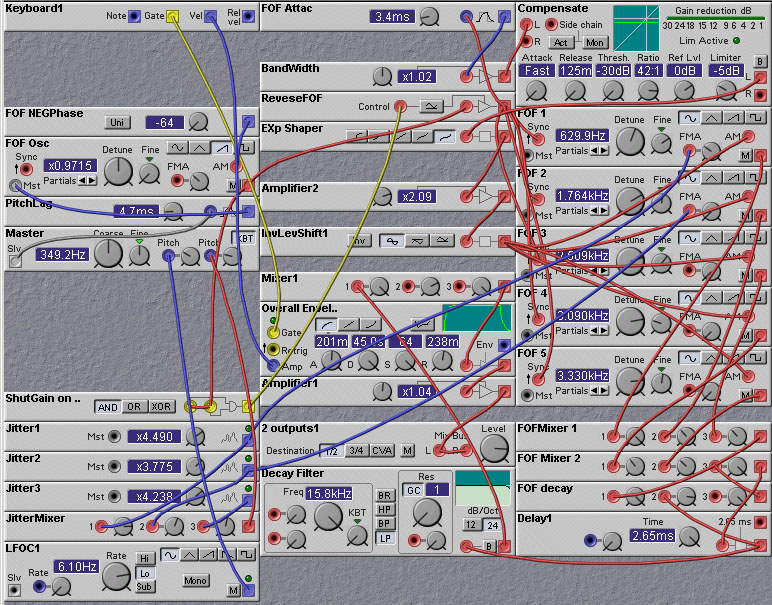 Keyboard1
Note Gate Vel Rel vel
FOF NEGPhase
Uni -64
FOF Osc
Sync
x0.9715
Detune Fine
FMA AM
Mst Partials M
PitchLag
4.7ms
Master
Coarse Fine KBT
Slv 349.2Hz Pitch Pitch
ShutGain on ..
AND OR XOR
Jitter1
Mst x4.490
Jitter2
Mst x3.775
Jitter3
Mst x4.238
JitterMixer
1 2 3
LFOC1
Rate Hi
Slv Rate 6.10Hz Lo
Sub Mono M
FOF Attac
3.4ms
BandWidth
x1.02
ReveseFOF
Control
EXp Shaper
Amplifier2
x2.09
InvLevShift1
Inv
Mixer1
1 2 3
Overall Envel..
Gate
Retrig
201m 45.0s 64 238m Env
Amp A D S R
Amplifier1
x1.04
2 outputs1
Mix Bus Level
Destination 1/2 3/4 CVA M L R
Decay Filter
Freq 15.8kHz
KBT
BR
HP
BP
LP
Res
GC 1
dB/Oct
12 24
B
Compensate
L Side chain
R Act Mon
Gain reduction dB
30 24 18 15 12 9 6 3 1
Lim Active
Attack Release Thresh. Ratio Ref Lvl Limiter B
Fast 125m -30dB 42:1 0dB -5dB L
R
FOF 1
Sync 629.9Hz
Detune Fine FMA AM
Mst Partials M
FOF 2
Sync 1.764kHz
Detune Fine FMA AM
Mst Partials M
FOF 3
Detune Fine FMA AM
Mst Partials M
FOF 4
Sync .090kHz
Detune Fine FMA AM
Mst Partials M
FOF 5
Sync 3.330kHz
Detune Fine FMA AM
Mst Partials M
FOFMixer 1
1 2 3
FOF Mixer 2
1 2 3
FOF decay
1 2 3
Delay1
Time 2.65 ms
2.65ms